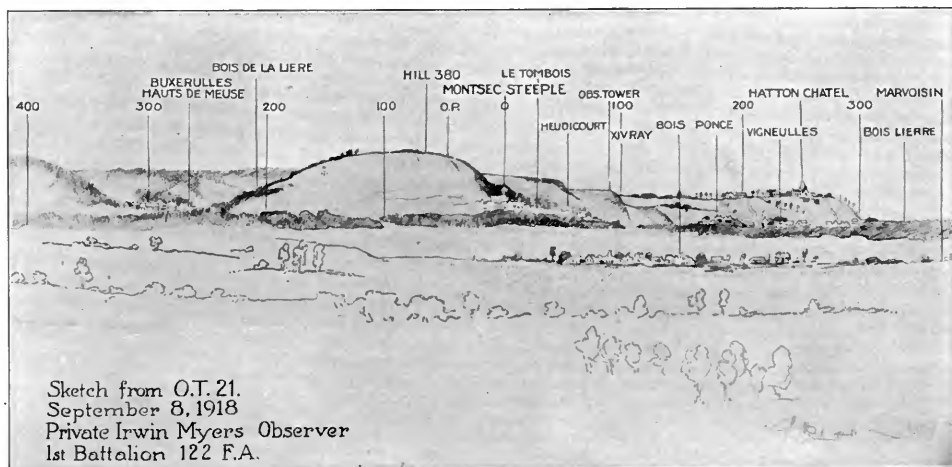 BOIS DE LA LIERE
BUXERULLES
HAUTS DE MEUSE
HILL 380
LE TOMBOIS
MONTSEC STEEPLE
OBS. TOWER
HATTON CHATEL
MARVOISIN
400 300 200 100 O.P. 0 100 200 300
HEUDICOURT
XIVRAY
BOIS PONCE
VIGNEULLES
BOIS LIERRE
Sketch from O.T. 21.
September 8, 1918
Private Irwin Myers Observer
1st Battalion 122 F.A.